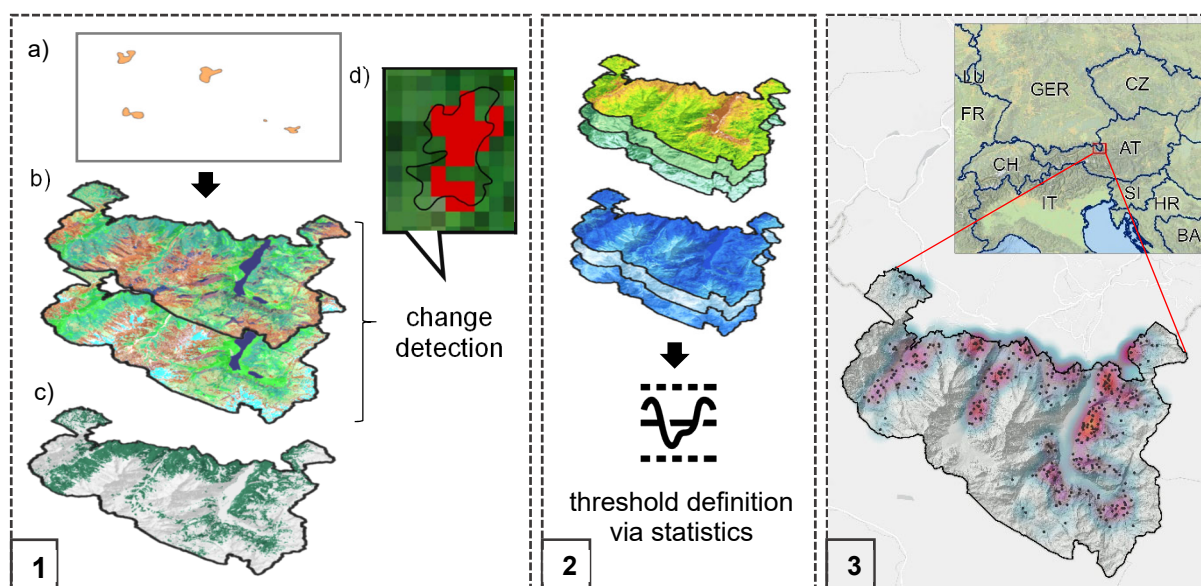 a)
d)
b)
change
detection
c)
1
threshold definition
via statistics
2
LU
GER
CZ
FR
CH
AT
IT
SI
HR
BA
3